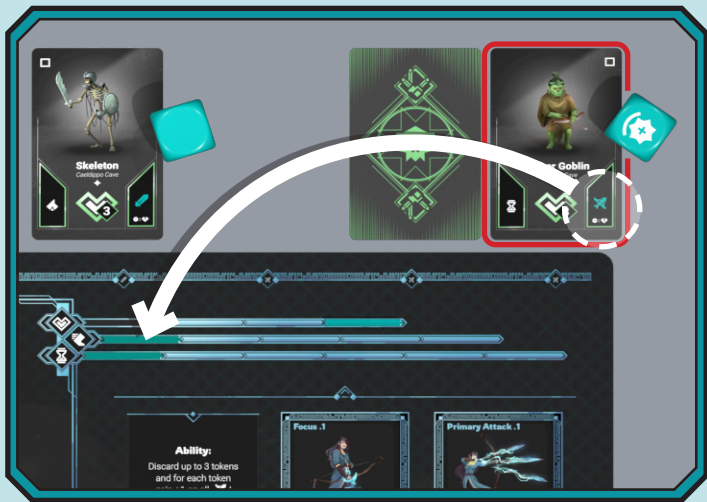 Skeleton
Caeldippo Cave
3
Goblin
Focus .1
Primary Attack .1
Ability:
Discard up to 3 tokens
and for each token